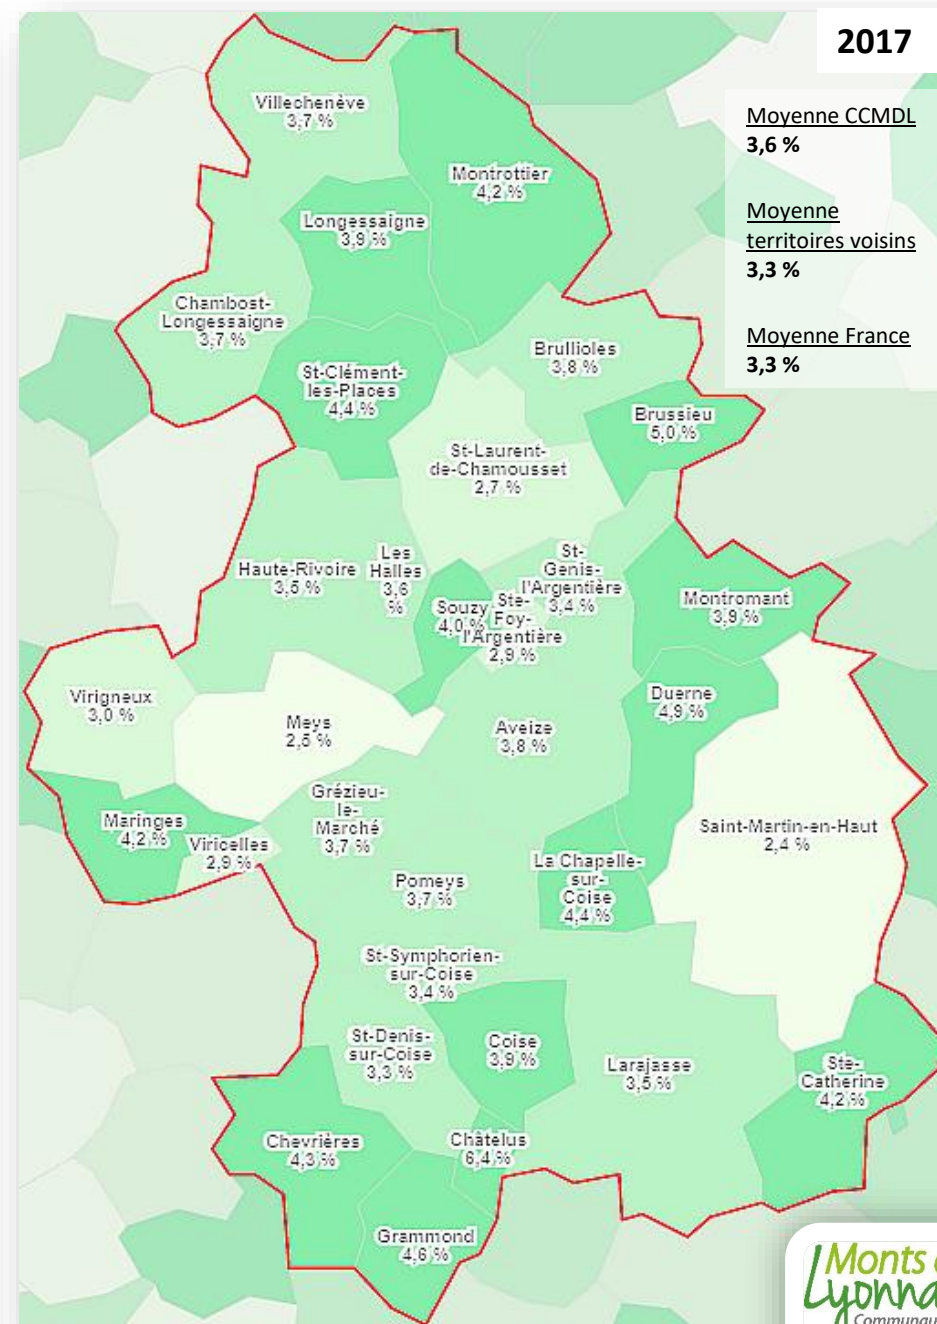 2017
Moyenne CCMDL
3,6 %
Moyenne
territoires voisins
3,3 %
Moyenne France
3,3 %
Villechenève
3,7 %
Montrottier
4,2 %
Longessaigne
3,9 %
Chambost-
Longessaigne
3,7 %
St-Clément-
les-Places
4,4 %
Brullioles
3,8 %
Brussieu
5,0 %
St-Laurent-
de-Chamousset
2,7 %
Haute-Rivoire
3,5 %
Les
Halles
3,6
%
Souzy
4,0 %
Ste-
Foy-
l'Argentière
2,9 %
St-
Genis-
l'Argentière
3,4 %
Montromant
3,9 %
Virigneux
3,0 %
Meys
2,5 %
Aveize
3,8 %
Duerne
4,9 %
Maringes
4,2 %
Viricelles
2,9 %
Grézieu-
le-
Marché
3,7 %
Saint-Martin-en-Haut
2,4 %
Pomeys
3,7 %
La Chapelle-
sur-
Coise
4,4 %
St-Symphorien-
sur-Coise
3,4 %
St-Denis-
sur-Coise
3,3 %
Coise
3,9 %
Larajasse
3,5 %
Ste-
Catherine
4,2 %
Chevrières
4,3 %
Châtelus
6,4 %
Grammond
4,6 %
Monts
Lyonna
Communau